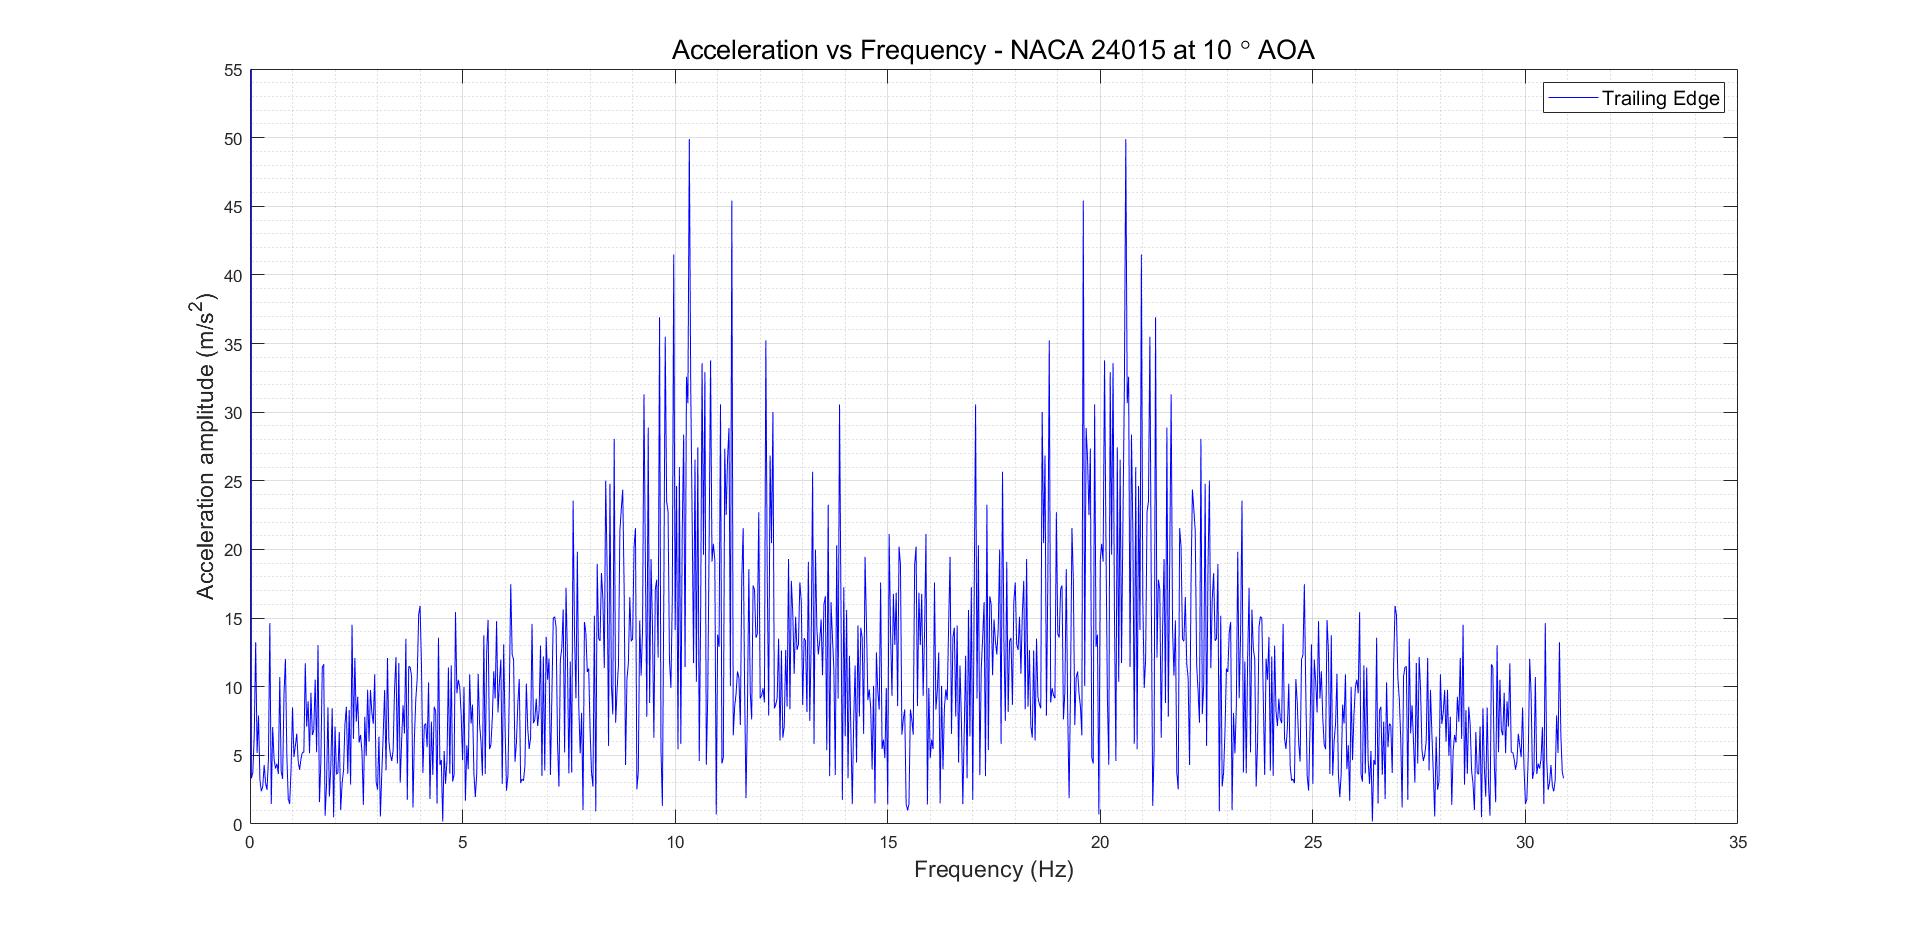 Acceleration vs Frequency - NACA 24015 at 10 ° AOA
Trailing Edge
Acceleration amplitude (m/s²)
55
50
45
40
35
30
25
20
15
10
5
0
0 5 10 15 20 25 30 35
Frequency (Hz)